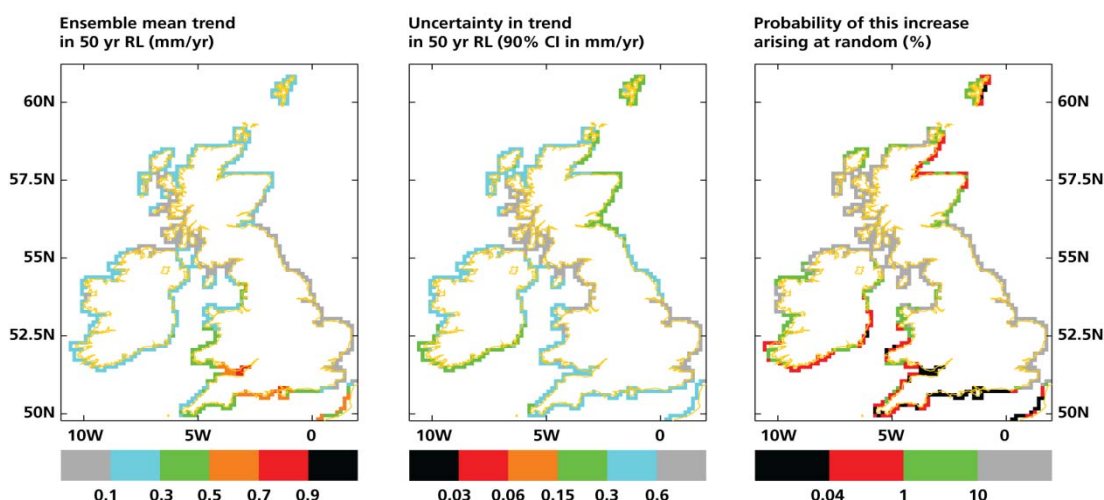 Ensemble mean trend
in 50 yr RL (mm/yr)
Uncertainty in trend
in 50 yr RL (90% CI in mm/yr)
Probability of this increase
arising at random (%)
60N
57.5N
55N
52.5N
50N
60N
57.5N
55N
52.5N
50N
10W 5W 0
10W 5W 0
10W 5W 0
0.1 0.3 0.5 0.7 0.9
0.03 0.06 0.15 0.3 0.6
0.04 1 10